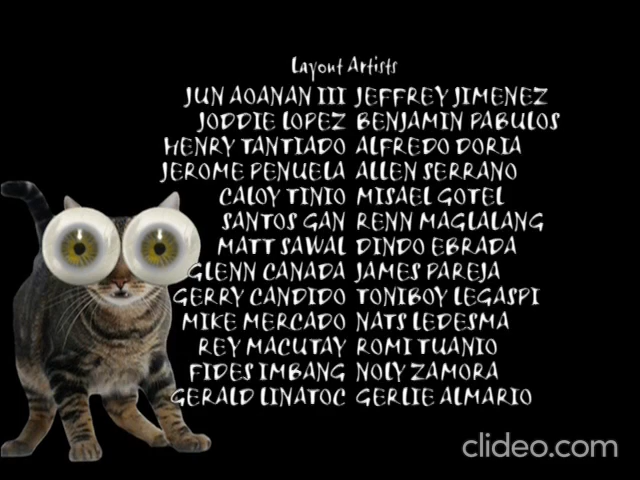 Layout Artists
JUN AOANAN III JEFFREY JIMENEZ
JODDIE LOPEZ BENJAMIN PABULOS
HENRY TANTIADO ALFREDO DORIA
JEROME PENUELA ALLEN SERRANO
CALOY TINIO MISAEL GOTEL
SANTOS GAN RENN MAGLALANG
MATT SAWAL DINDO EBRADA
GLENN CANADA JAMES PAREJA
GERRY CANDIDO TONIBOY LEGASPI
MIKE MERCADO NATS LEDESMA
REY MACUTAY ROMI TUANIO
FIDES IMBANG NOLY ZAMORA
GERALD LINATOC GERLIE ALMARIO
clideo.com